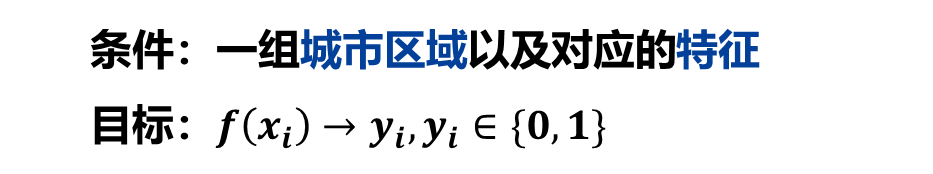 条件：一组城市区域以及对应的特征
目标：f(xᵢ) → yᵢ, yᵢ ∈ {0, 1}